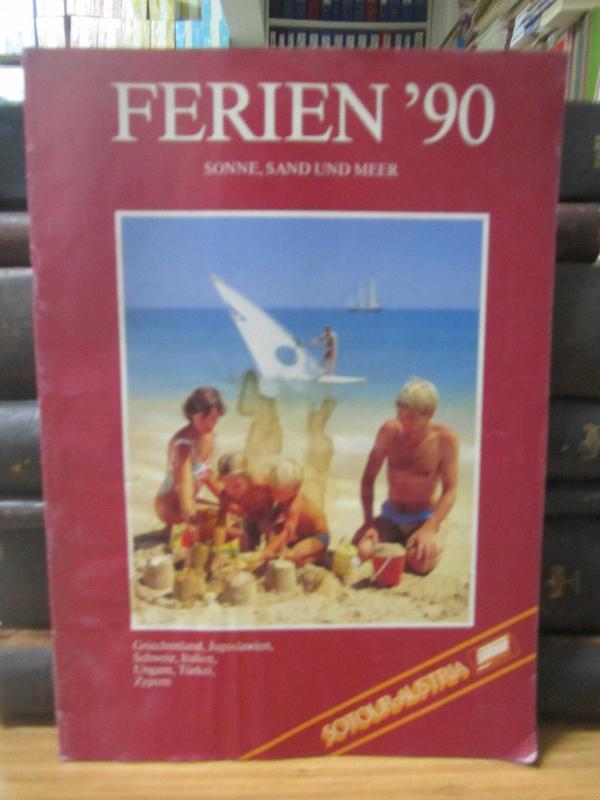 FERIEN '90
SONNE, SAND UND MEER
Griechenland, Jugoslawien,
Schweiz, Italien,
Ungarn, Türkei,
Zypern
SOTOUR AUSTRIA